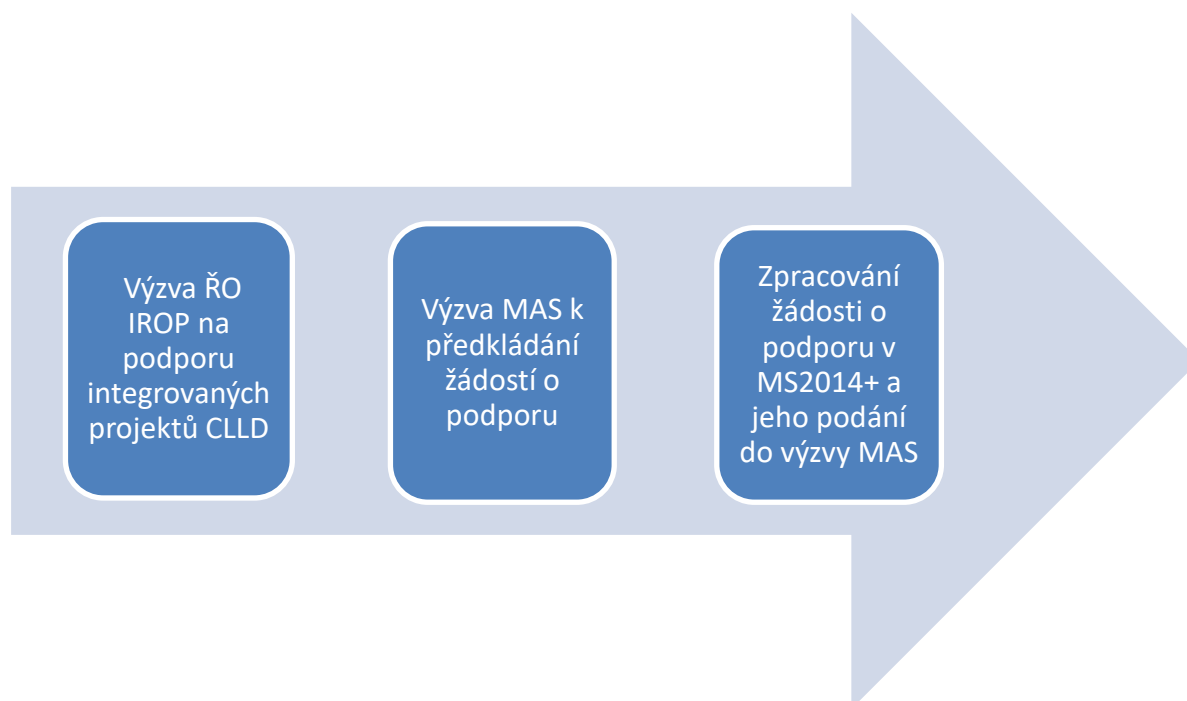 Výzva ŘO
IROP na
podporu
integrovaných
projektů CLLD
Výzva MAS k
předkládání
žádostí o
podporu
Zpracování
žádosti o
podporu v
MS2014+ a
jeho podání
do výzvy MAS